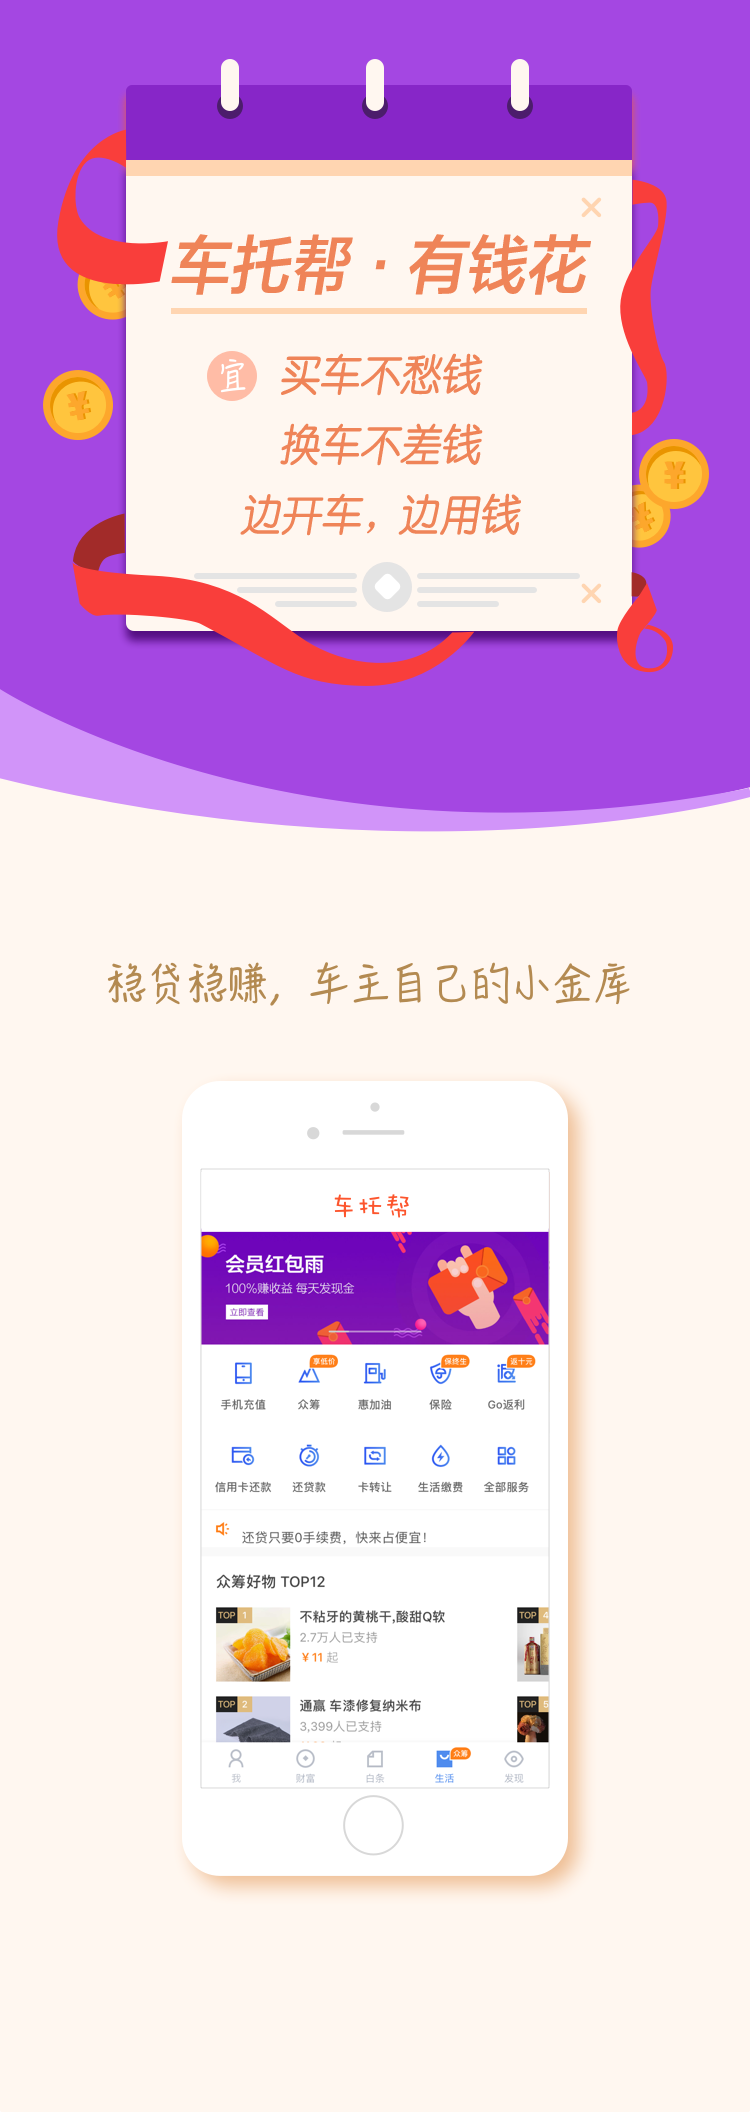 车托帮·有钱花
宜 买车不愁钱
换车不差钱
边开车，边用钱
稳贷稳赚，车主自己的小金库
车托帮
会员红包雨
100%赚收益 每天发现金
立即查看
享低价 保终生 返十元
手机充值 众筹 惠加油 保险 Go返利
信用卡还款 还贷款 卡转让 生活缴费 全部服务
还贷只要0手续费，快来占便宜！
众筹好物 TOP12
TOP 1 不粘牙的黄桃干,酸甜Q软 TOP 4
2.7万人已支持
¥11 起
TOP 2 通赢 车漆修复纳米布 TOP 5
3,399人已支持
众筹
我 财富 白条 生活 发现